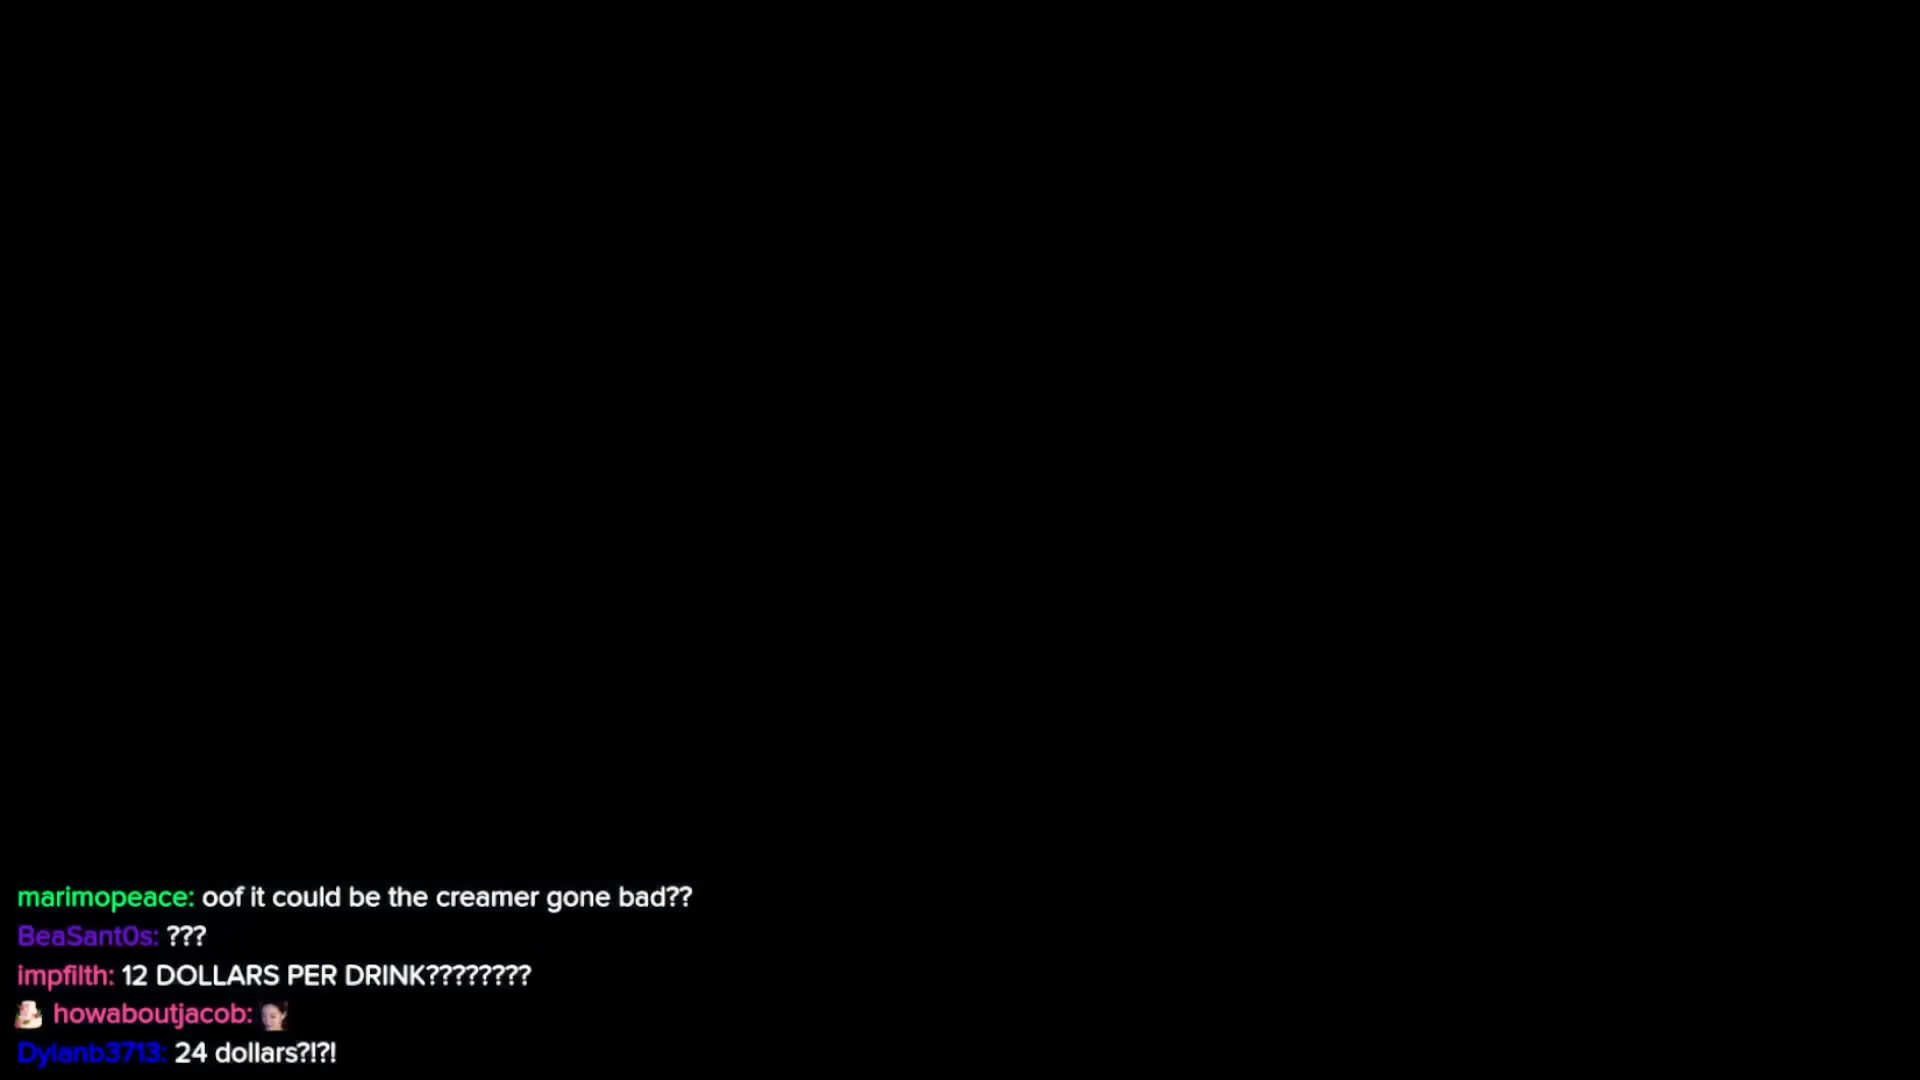 marimopeace: oof it could be the creamer gone bad??
BeaSant0s: ???
impfilth: 12 DOLLARS PER DRINK????????
howaboutjacob:
Dylanb3713: 24 dollars?!?!